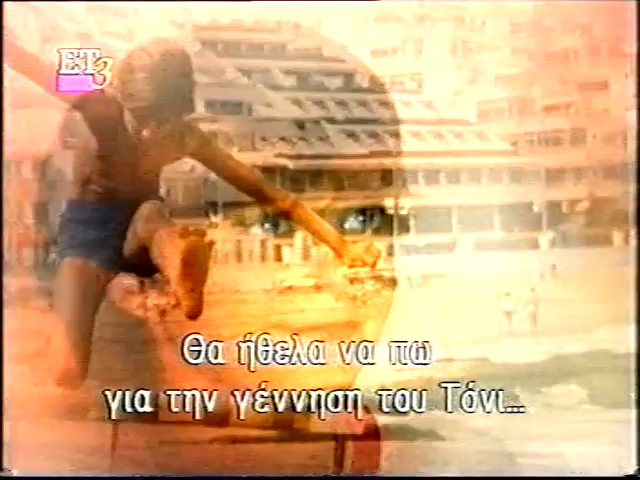 ET3
Θα ήθελα να πω
για την γέννηση του Τόνι...